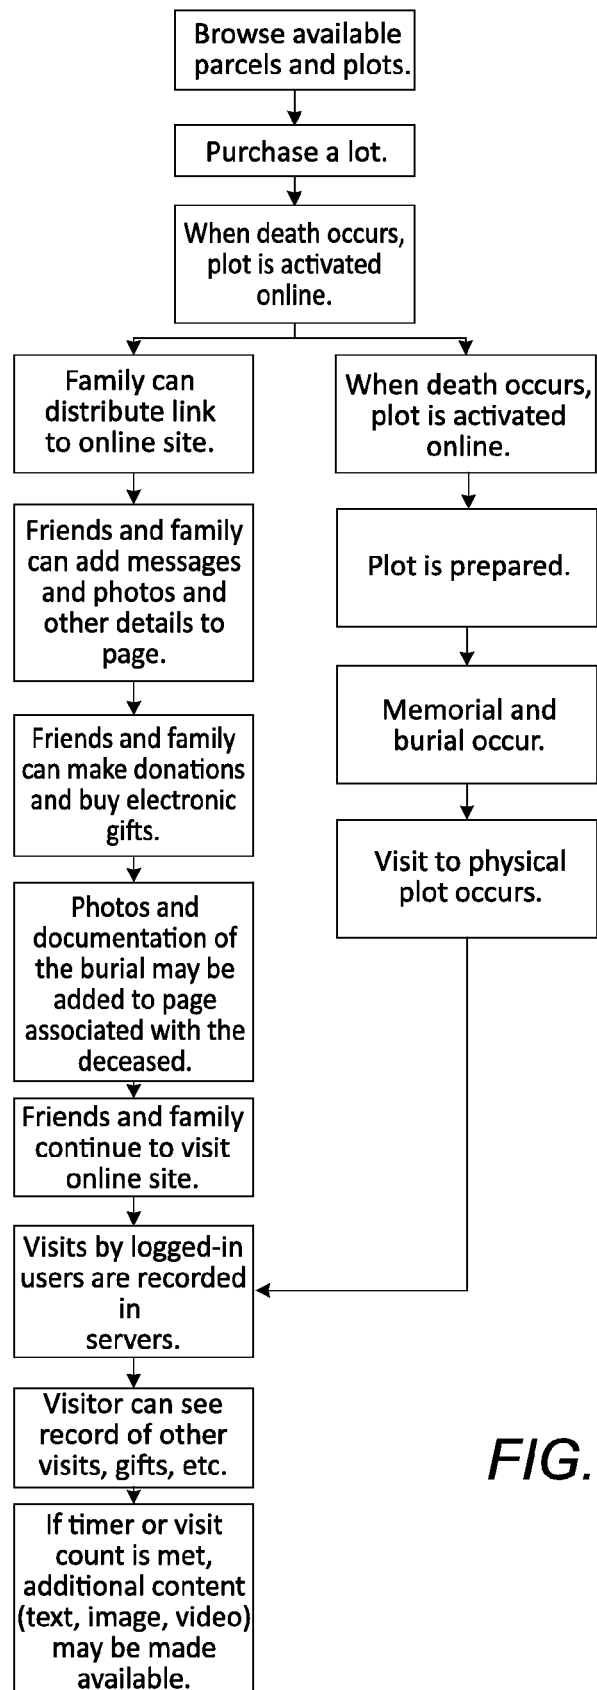 Browse available
parcels and plots.
Purchase a lot.
When death occurs,
plot is activated
online.
Family can
distribute link
to online site.
Friends and family
can add messages
and photos and
other details to
page.
Friends and family
can make donations
and buy electronic
gifts.
Photos and
documentation of
the burial may be
added to page
associated with the
deceased.
Friends and family
continue to visit
online site.
When death occurs,
plot is activated
online.
Plot is prepared.
Memorial and
burial occur.
Visit to physical
plot occurs.
Visits by logged-in
users are recorded
in
servers.
Visitor can see
record of other
visits, gifts, etc.
If timer or visit
count is met,
additional content
(text, image, video)
may be made
available.
FIG.